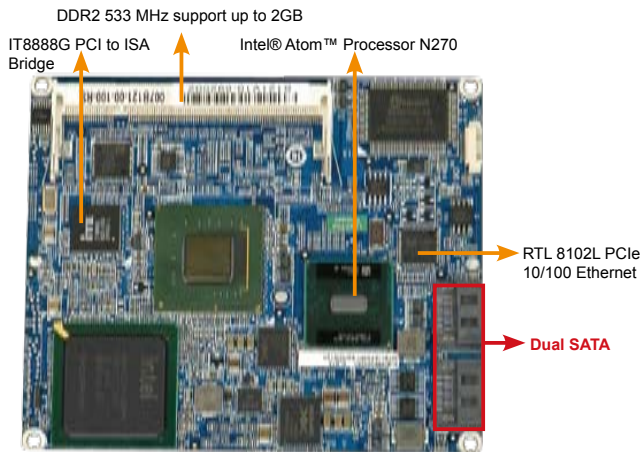 DDR2 533 MHz support up to 2GB
IT8888G PCI to ISA
Bridge
Intel® Atom™ Processor N270
RTL 8102L PCIe
10/100 Ethernet
Dual SATA
intel